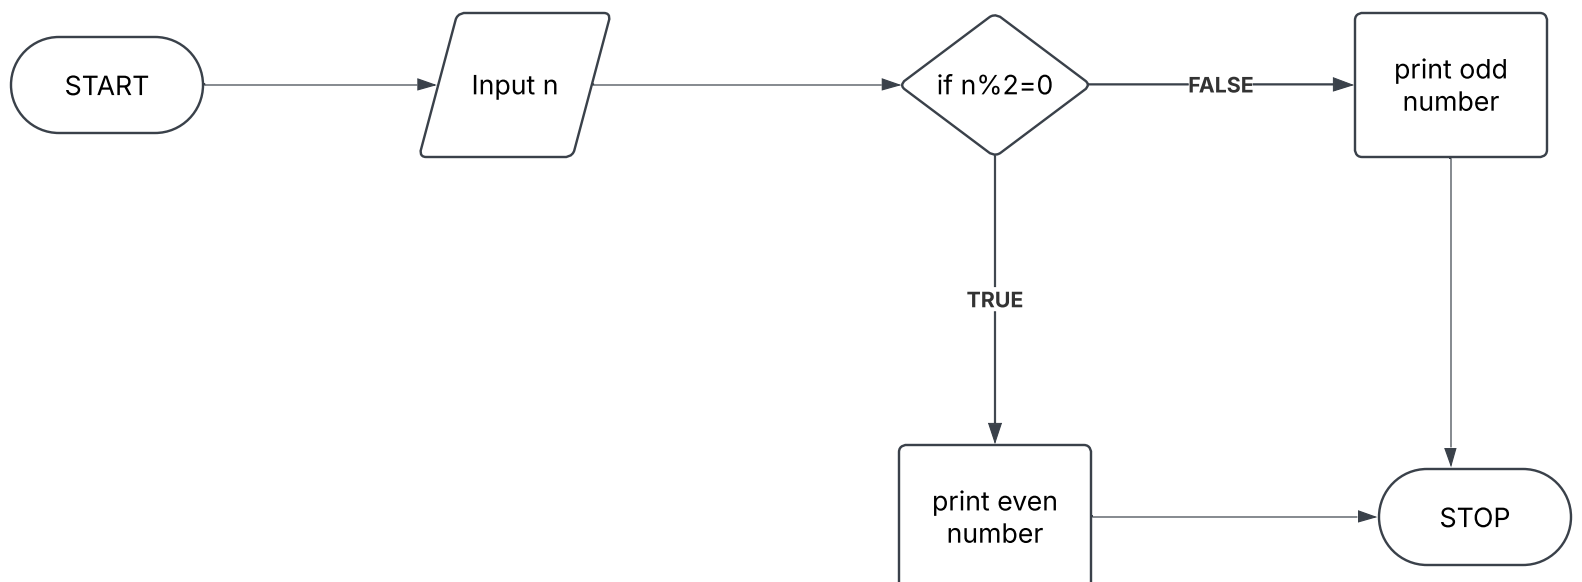 START
Input n
if n%2=0
FALSE
print odd
number
TRUE
print even
number
STOP